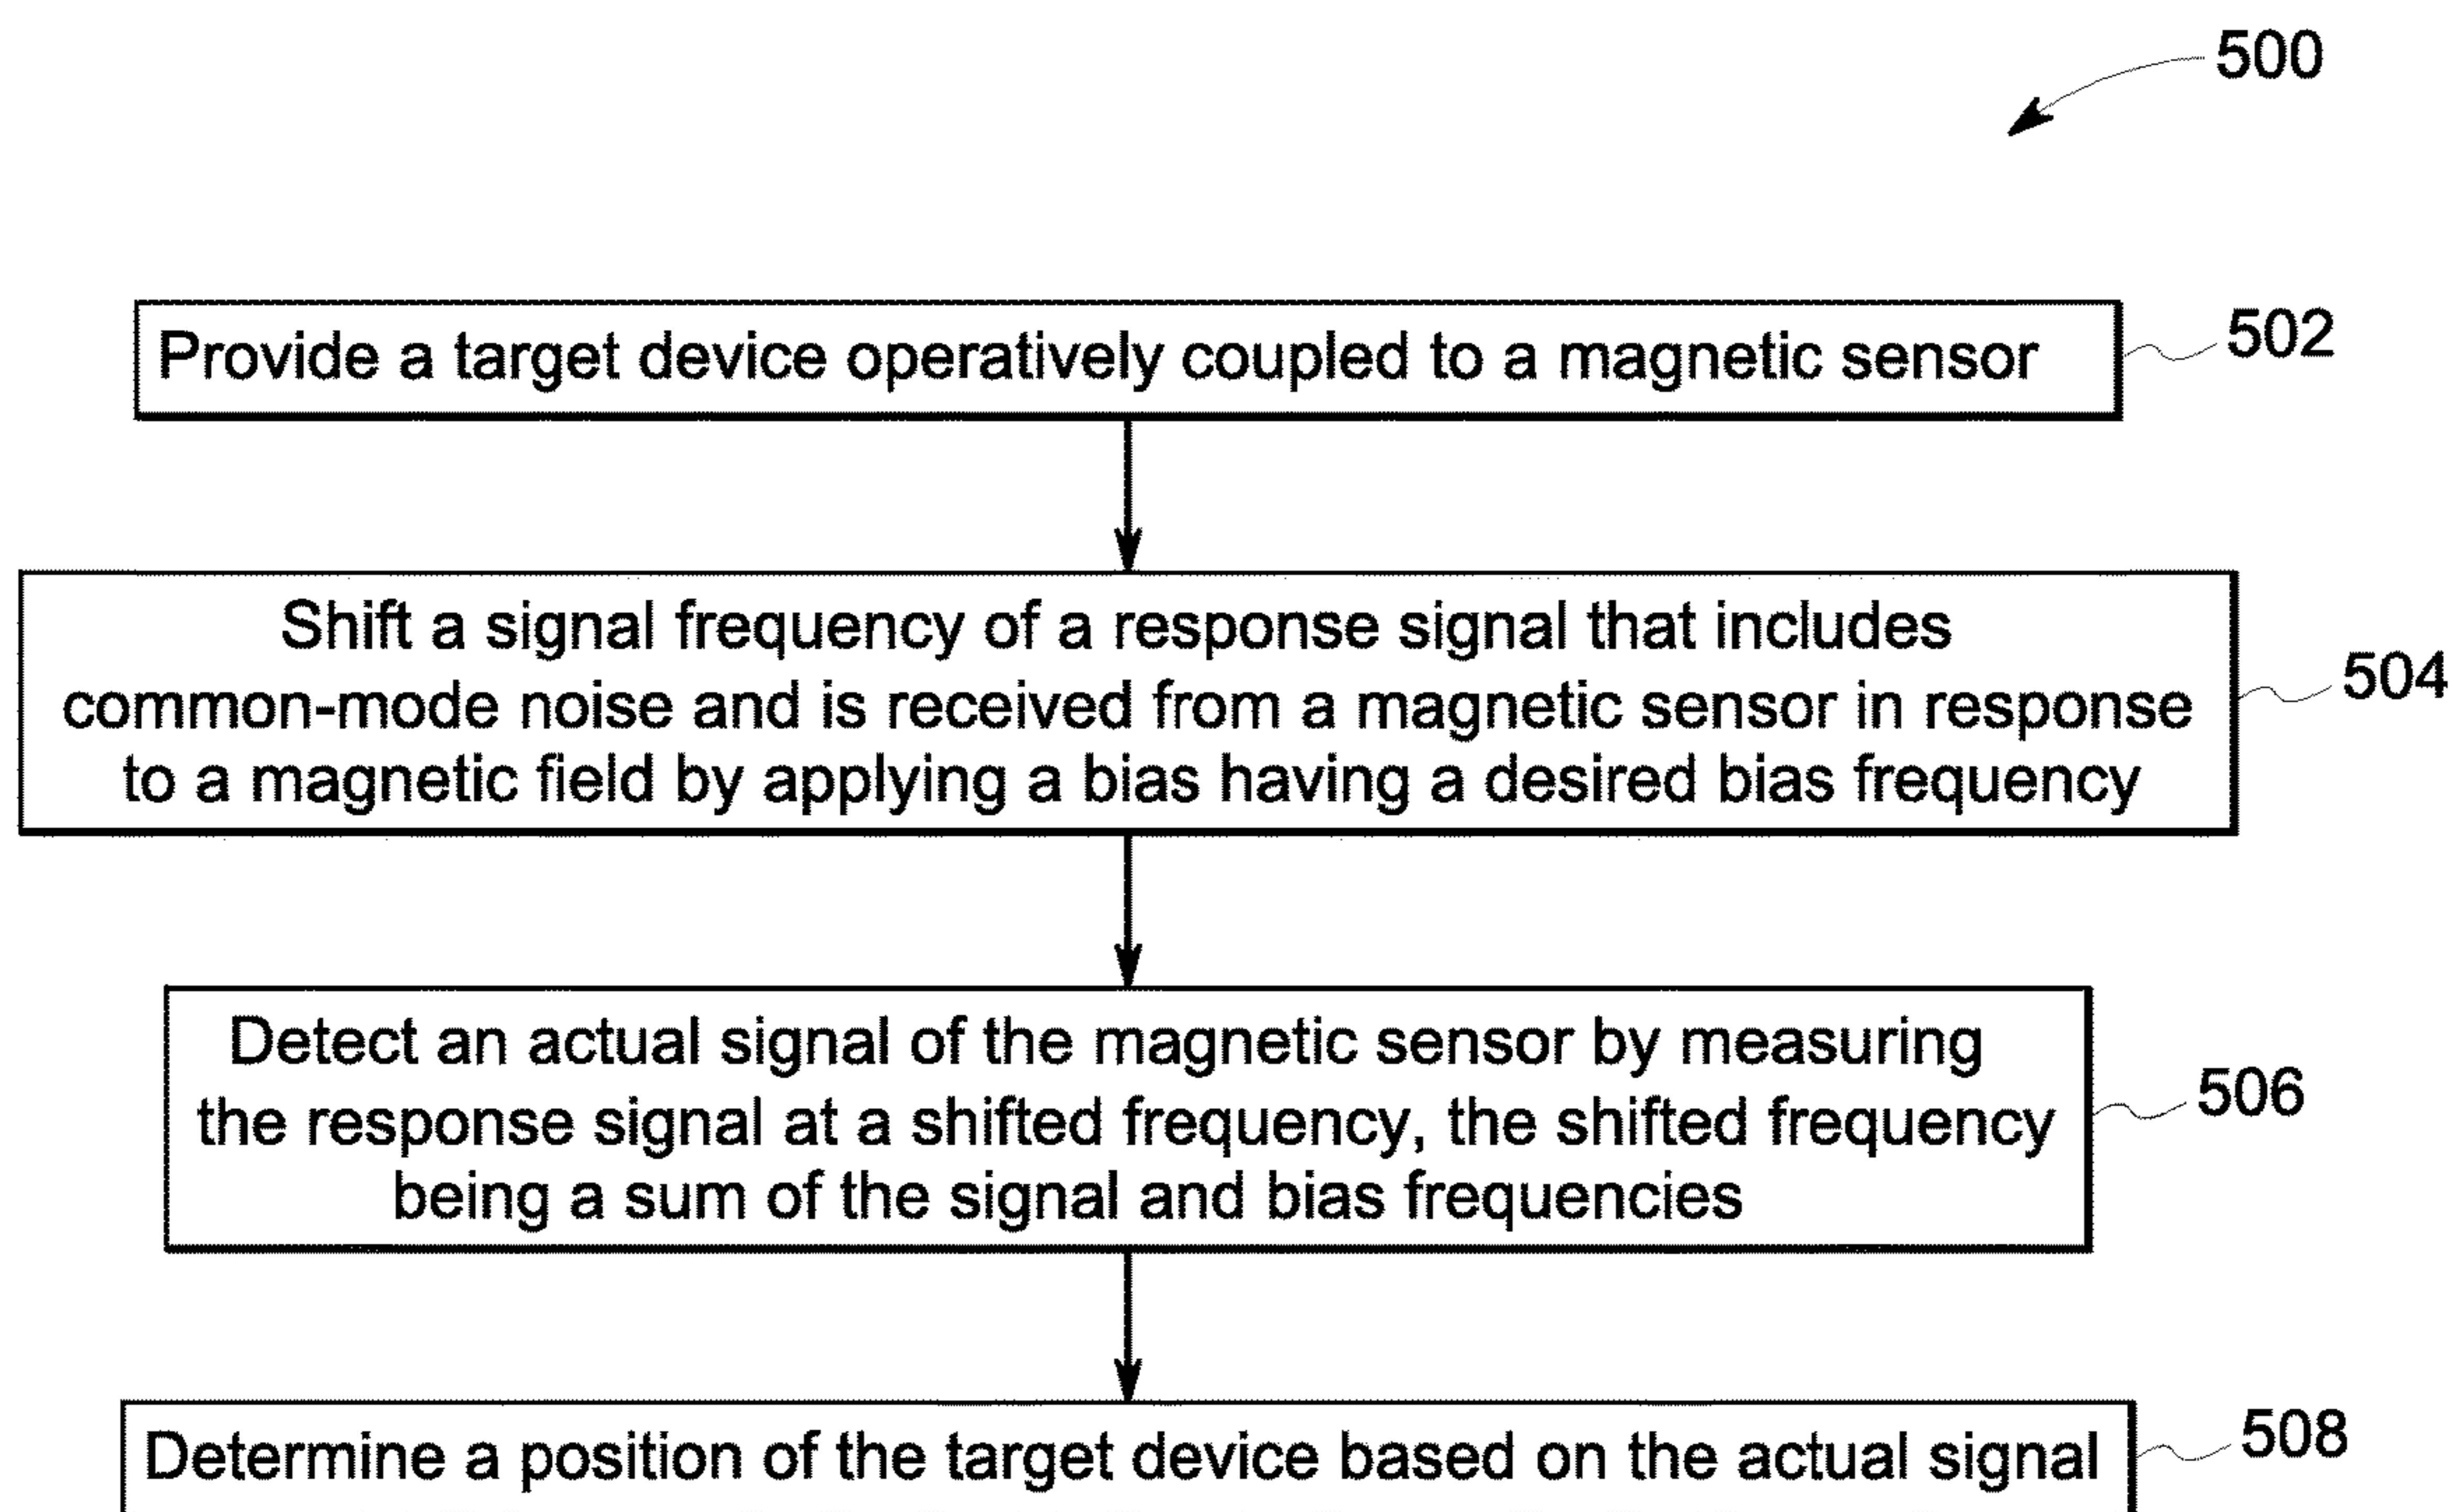 500
Provide a target device operatively coupled to a magnetic sensor
502
Shift a signal frequency of a response signal that includes
common-mode noise and is received from a magnetic sensor in response
to a magnetic field by applying a bias having a desired bias frequency
504
Detect an actual signal of the magnetic sensor by measuring
the response signal at a shifted frequency, the shifted frequency
being a sum of the signal and bias frequencies
506
Determine a position of the target device based on the actual signal
508